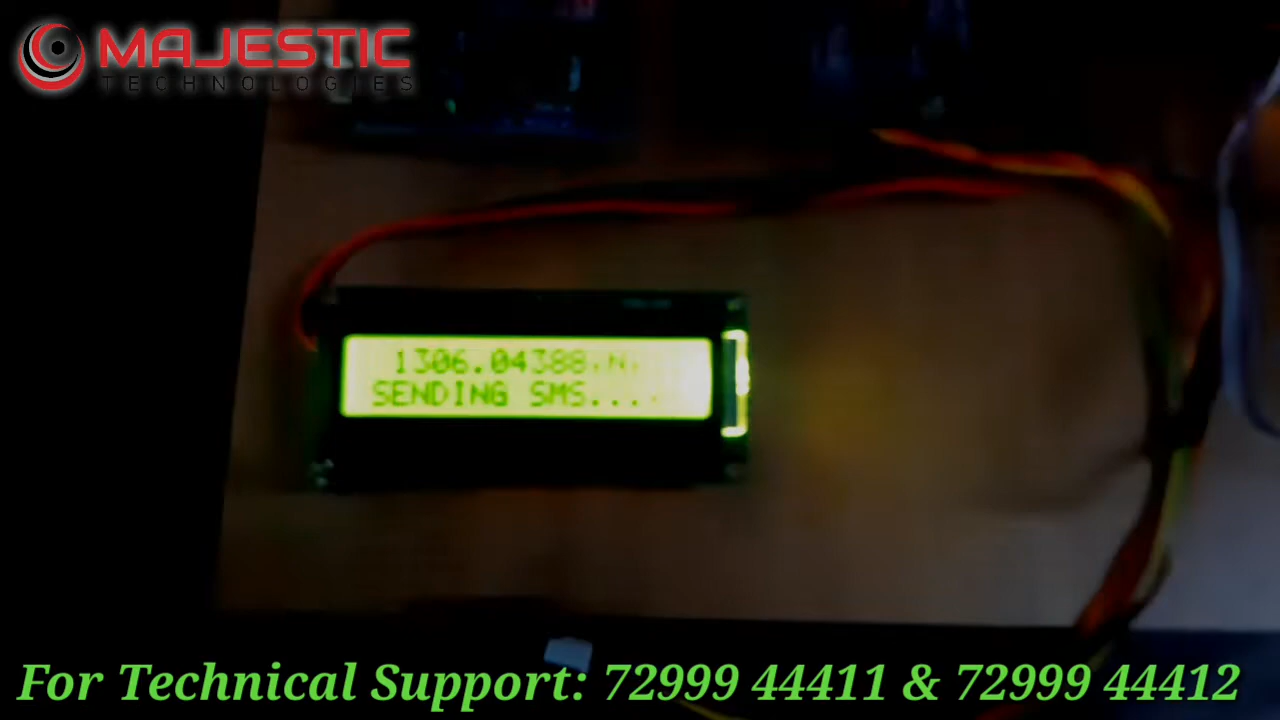 MAJESTIC
TECHNOLOGIES
1306.04388,N,
SENDING SMS....
For Technical Support: 72999 44411 & 72999 44412